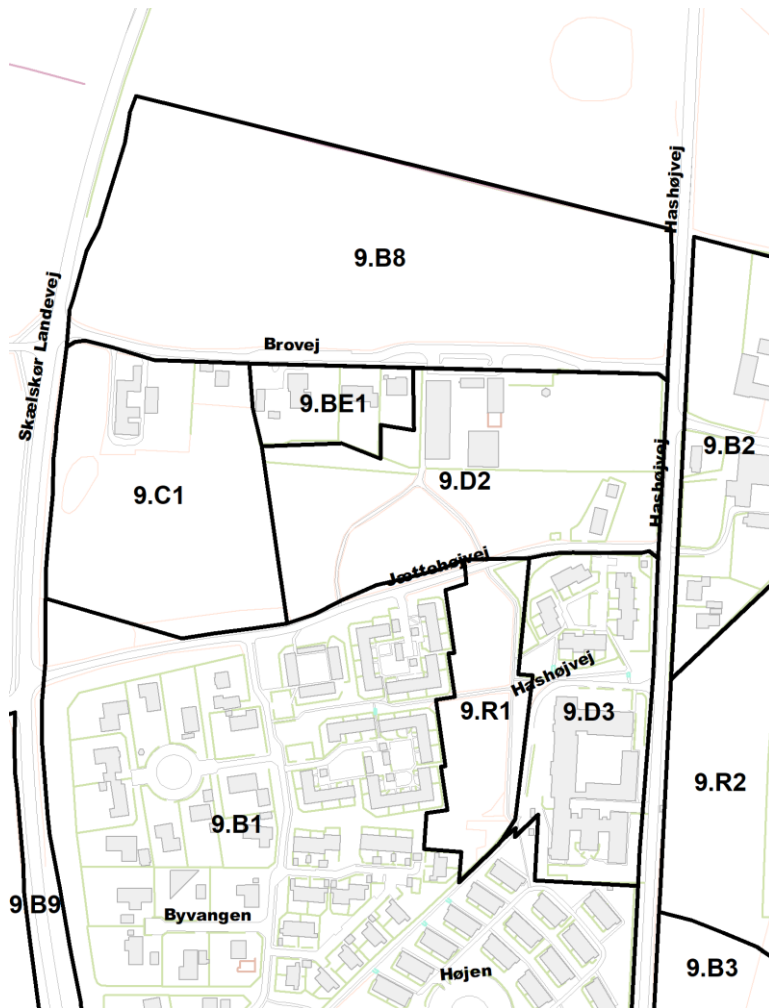 Hashøjvej
9.B8
Skælskør Landevej
Brovej
9.BE1
9.B2
9.D2
Hashøjvej
9.C1
Jættehøjvej
Hashøjvej
9.R1
9.D3
9.R2
9.B1
9.B9
Byvangen
Højen
9.B3